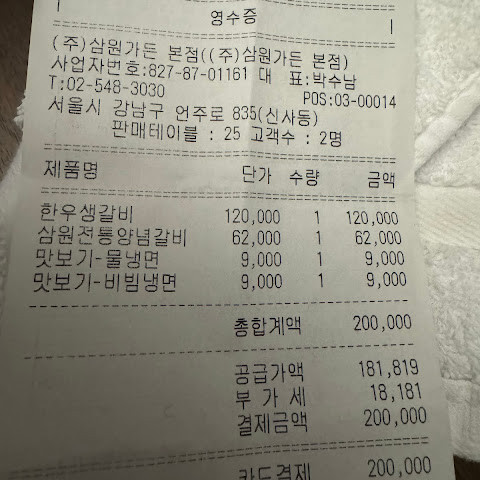 영수증
(주)삼원가든 본점((주)삼원가든 본점)
사업자번호:827-87-01161 대 표:박수남
T:02-548-3030 POS:03-00014
서울시 강남구 언주로 835(신사동)
판매테이블 : 25 고객수 : 2명
제품명 단가 수량 금액
한우생갈비 120,000 1 120,000
삼원전통양념갈비 62,000 1 62,000
맛보기-물냉면 9,000 1 9,000
맛보기-비빔냉면 9,000 1 9,000
총합계액 200,000
공급가액 181,819
부 가 세 18,181
결제금액 200,000
카드결제 200,000